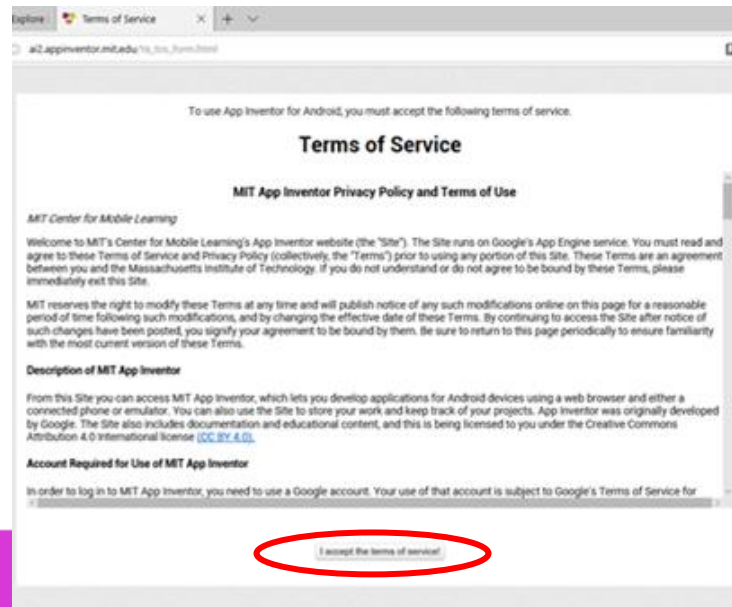 Explore
Terms of Service
ai2.appinventor.mit.edu/Ya_tos_form.html
To use App Inventor for Android, you must accept the following terms of service.
Terms of Service
MIT App Inventor Privacy Policy and Terms of Use
MIT Center for Mobile Learning
Welcome to MIT's Center for Mobile Learning's App Inventor website (the "Site"). The Site runs on Google's App Engine service. You must read and
agree to these Terms of Service and Privacy Policy (collectively, the "Terms") prior to using any portion of this Site. These Terms are an agreement
between you and the Massachusetts Institute of Technology. If you do not understand or do not agree to be bound by these Terms, please
immediately exit this Site.
MIT reserves the right to modify these Terms at any time and will publish notice of any such modifications online on this page for a reasonable
period of time following such modifications, and by changing the effective date of these Terms. By continuing to access the Site after notice of
such changes have been posted, you signify your agreement to be bound by them. Be sure to return to this page periodically to ensure familiarity
with the most current version of these Terms.
Description of MIT App Inventor
From this Site you can access MIT App Inventor, which lets you develop applications for Android devices using a web browser and either a
connected phone or emulator. You can also use the Site to store your work and keep track of your projects. App Inventor was originally developed
by Google. The Site also includes documentation and educational content, and this is being licensed to you under the Creative Commons
Attribution 4.0 International license (CC BY 4.0).
Account Required for Use of MIT App Inventor
In order to log in to MIT App Inventor, you need to use a Google account. Your use of that account is subject to Google's Terms of Service for
I accept the terms of service!